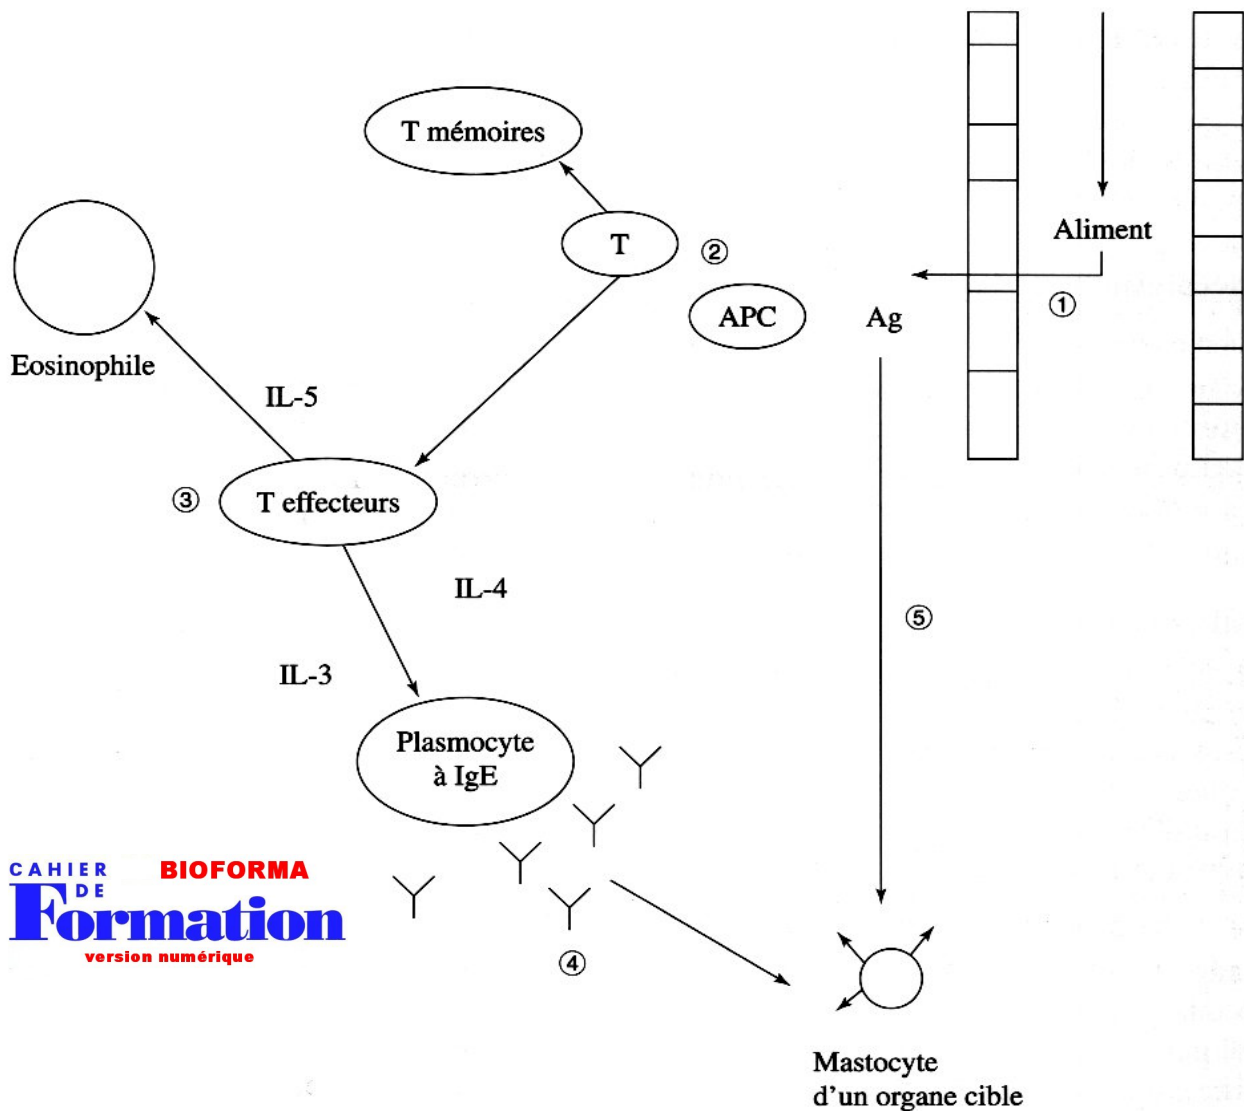 T mémoires
T
②
Aliment
①
APC
Ag
Eosinophile
IL-5
③
T effecteurs
IL-4
⑤
IL-3
Plasmocyte
à IgE
CAHIER
DE
Formation
BIOFORMA
version numérique
④
Mastocyte
d'un organe cible